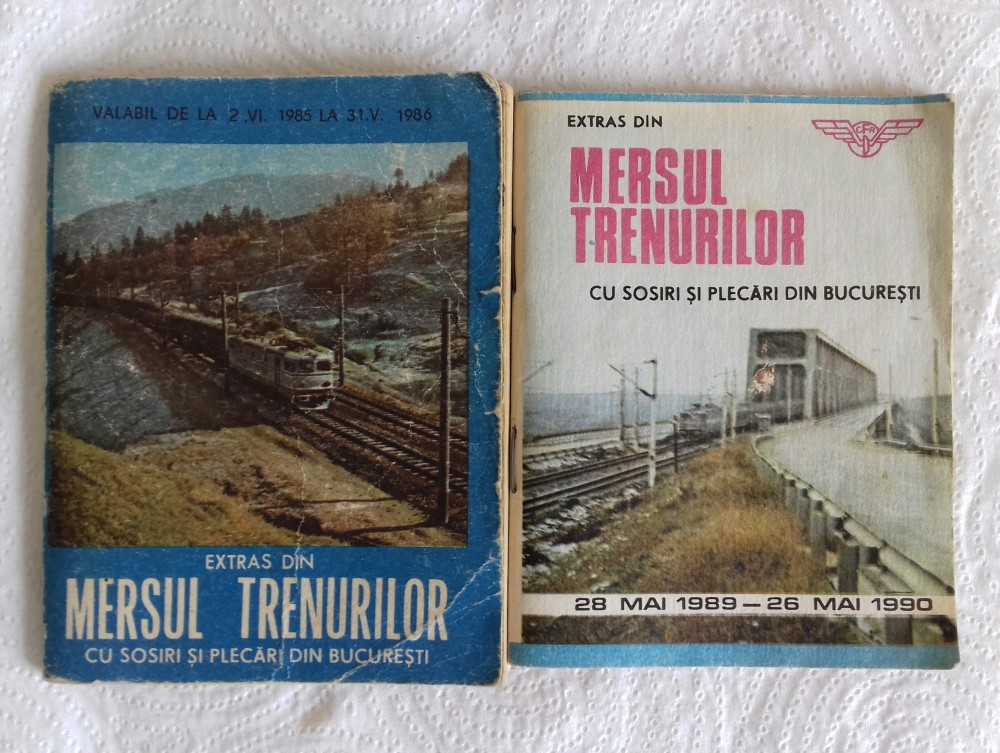 VALABIL DE LA 2.VI. 1985 LA 31.V. 1986
EXTRAS DIN
MERSUL TRENURILOR
CU SOSIRI ȘI PLECĂRI DIN BUCUREȘTI
EXTRAS DIN
CFR
MERSUL
TRENURILOR
CU SOSIRI ȘI PLECĂRI DIN BUCUREȘTI
28 MAI 1989 — 26 MAI 1990